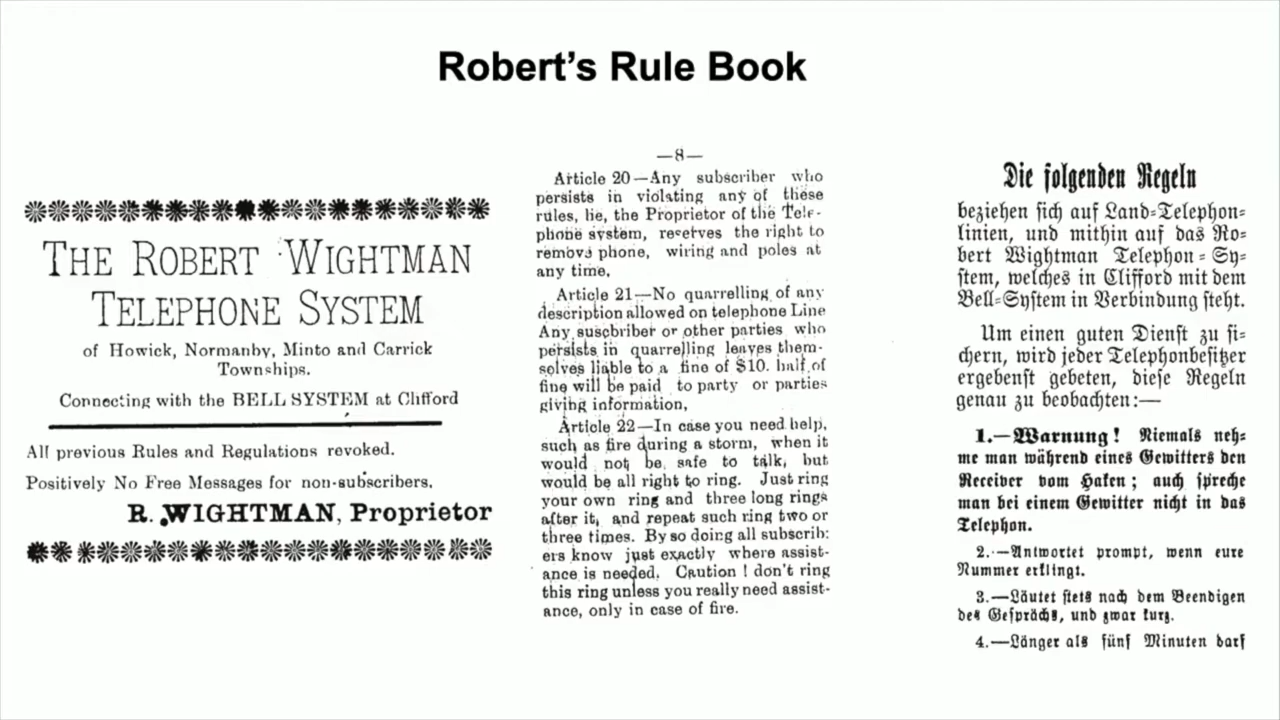 Robert's Rule Book
THE ROBERT WIGHTMAN
TELEPHONE SYSTEM
of Howick, Normanby, Minto and Carrick
Townships.
Connecting with the BELL SYSTEM at Clifford
All previous Rules and Regulations revoked.
Positively No Free Messages for non-subscribers.
R. WIGHTMAN, Proprietor
—8—
Article 20—Any subscriber who
persists in violating any of these
rules, lie, the Proprietor of the Tele-
phone system, reserves the right to
remove phone, wiring and poles at
any time,
Article 21—No quarrelling of any
description allowed on telephone Line
Any suscbriber or other parties who
persists in quarrelling leaves them-
selves liable to a fine of $10. half of
fine will be paid to party or parties
giving information,
Article 22—In case you need help,
such as fire during a storm, when it
would not be safe to talk, but
would be all right to ring. Just ring
your own ring and three long rings
after it, and repeat such ring two or
three times. By so doing all subscrib:
ers know just exactly where assist-
ance is needed, Caution ! don't ring
this ring unless you really need assist-
ance, only in case of fire.
Die folgenden Regeln
beziehen sich auf Land-Telephon-
linien, und mithin auf das Ro-
bert Wightman Telephon-Sy-
stem, welches in Clifford mit dem
Bell-System in Verbindung steht.
Um einen guten Dienst zu si-
chern, wird jeder Telephonbesitzer
ergebenst gebeten, diese Regeln
genau zu beobachten:—
1.—Warnung! Niemals neh-
me man während eines Gewitters den
Receiver vom Haken; auch spreche
man bei einem Gewitter nicht in das
Telephon.
2.—Antwortet prompt, wenn eure
Nummer erklingt.
3.—Läutet stets nach dem Beendigen
des Gesprächs, und zwar kurz.
4.—Länger als fünf Minuten darf